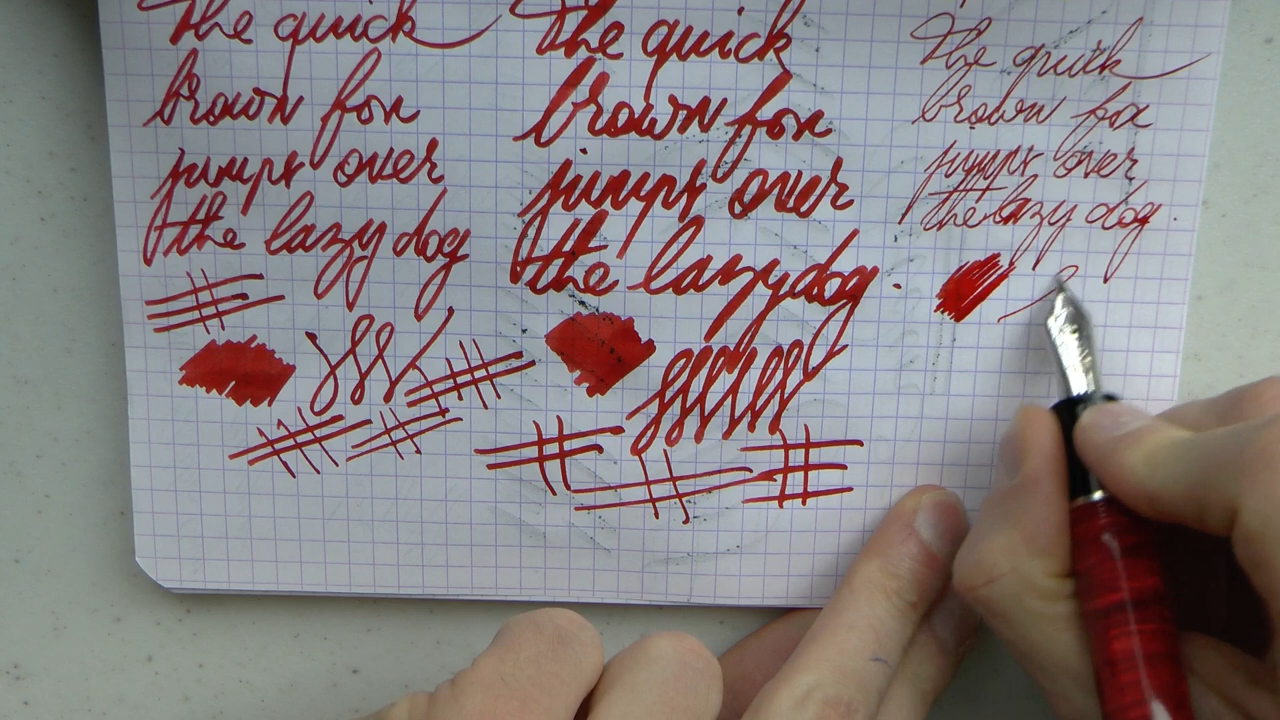 the quick
brown fox
jumps over
the lazy dog
the quick
brown fox
jumps over
the lazy dog.
the quick
brown fox
jumps over
the lazy dog.